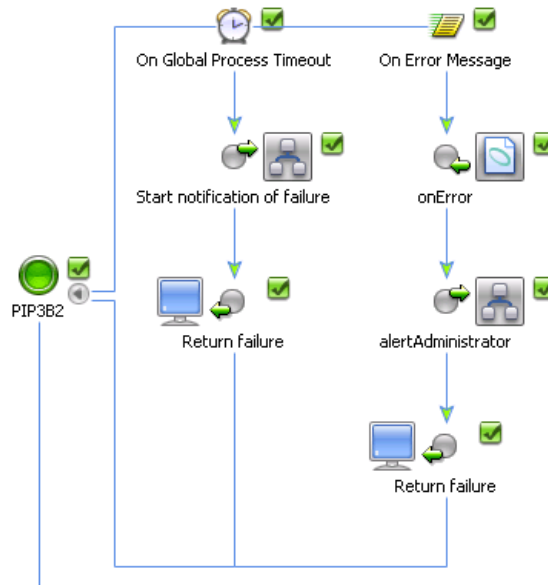 On Global Process Timeout
On Error Message
Start notification of failure
onError
PIP3B2
Return failure
alertAdministrator
Return failure